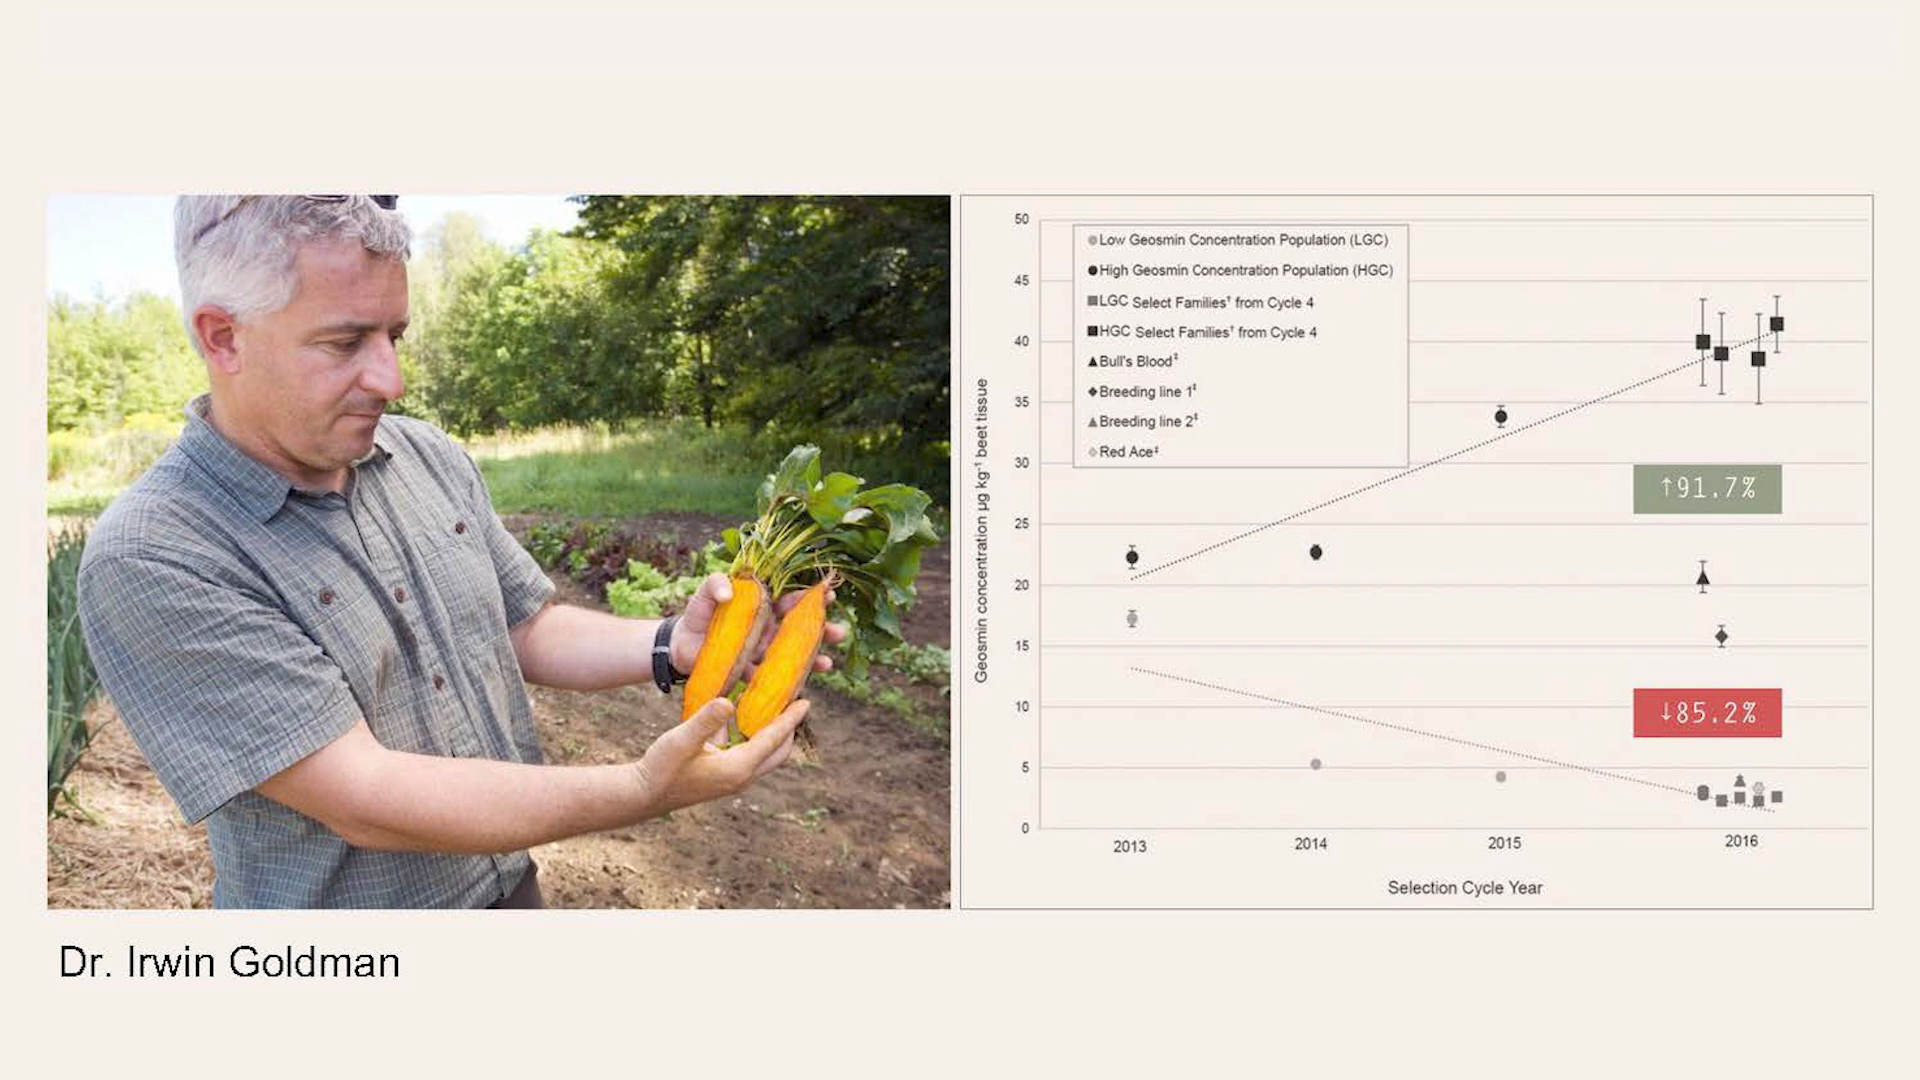 50
45
40
35
30
25
20
15
10
5
0
Geosmin concentration µg kg⁻¹ beet tissue
Low Geosmin Concentration Population (LGC)
High Geosmin Concentration Population (HGC)
LGC Select Families† from Cycle 4
HGC Select Families† from Cycle 4
Bull's Blood‡
Breeding line 1‡
Breeding line 2‡
Red Ace‡
↑91.7%
↓85.2%
2013
2014
2015
2016
Selection Cycle Year
Dr. Irwin Goldman